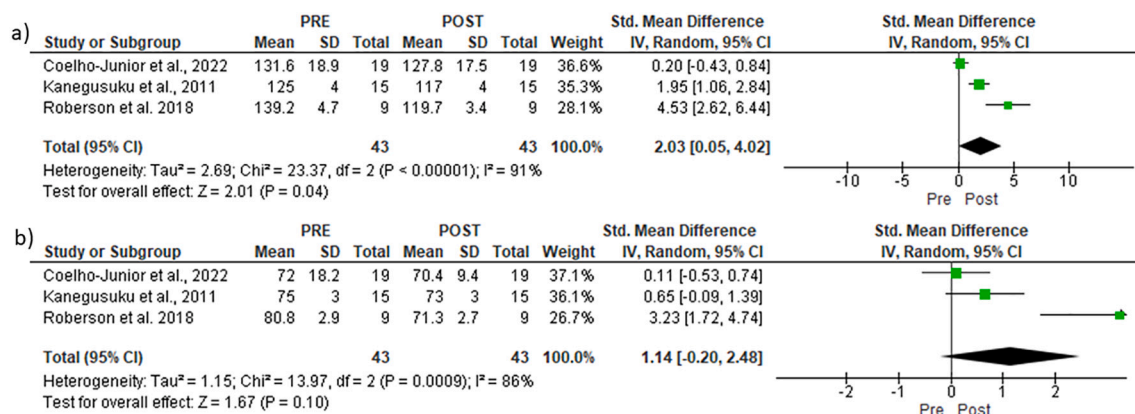 a)
PRE POST Std. Mean Difference Std. Mean Difference
Study or Subgroup Mean SD Total Mean SD Total Weight IV, Random, 95% CI IV, Random, 95% CI
Coelho-Junior et al., 2022 131.6 18.9 19 127.8 17.5 19 36.6% 0.20 (-0.43, 0.84)
Kanegusuku et al., 2011 125 4 15 117 4 15 35.3% 1.95 [1.06, 2.84)
Roberson et al. 2018 139.2 4.7 9 119.7 3.4 9 28.1% 4.53 [2.62, 6.44)
Total (95% CI) 43 43 100.0% 2.03 [0.05, 4.02)
Heterogeneity: Tau² = 2.69; Chi² = 23.37, df = 2 (P < 0.00001); I² = 91%
Test for overall effect: Z = 2.01 (P = 0.04)
-10 -5 0 5 10
Pre Post
b)
PRE POST Std. Mean Difference Std. Mean Difference
Study or Subgroup Mean SD Total Mean SD Total Weight IV, Random, 95% CI IV, Random, 95% CI
Coelho-Junior et al., 2022 72 18.2 19 70.4 9.4 19 37.1% 0.11 [-0.53, 0.74]
Kanegusuku et al., 2011 75 3 15 73 3 15 36.1% 0.65 [-0.09, 1.39]
Roberson et al. 2018 80.8 2.9 9 71.3 2.7 9 26.7% 3.23 [1.72, 4.74]
Total (95% CI) 43 43 100.0% 1.14 [-0.20, 2.48]
Heterogeneity: Tau² = 1.15; Chi² = 13.97, df = 2 (P = 0.0009); I² = 86%
Test for overall effect: Z = 1.67 (P = 0.10)
-2 -1 0 1 2
Pre Post